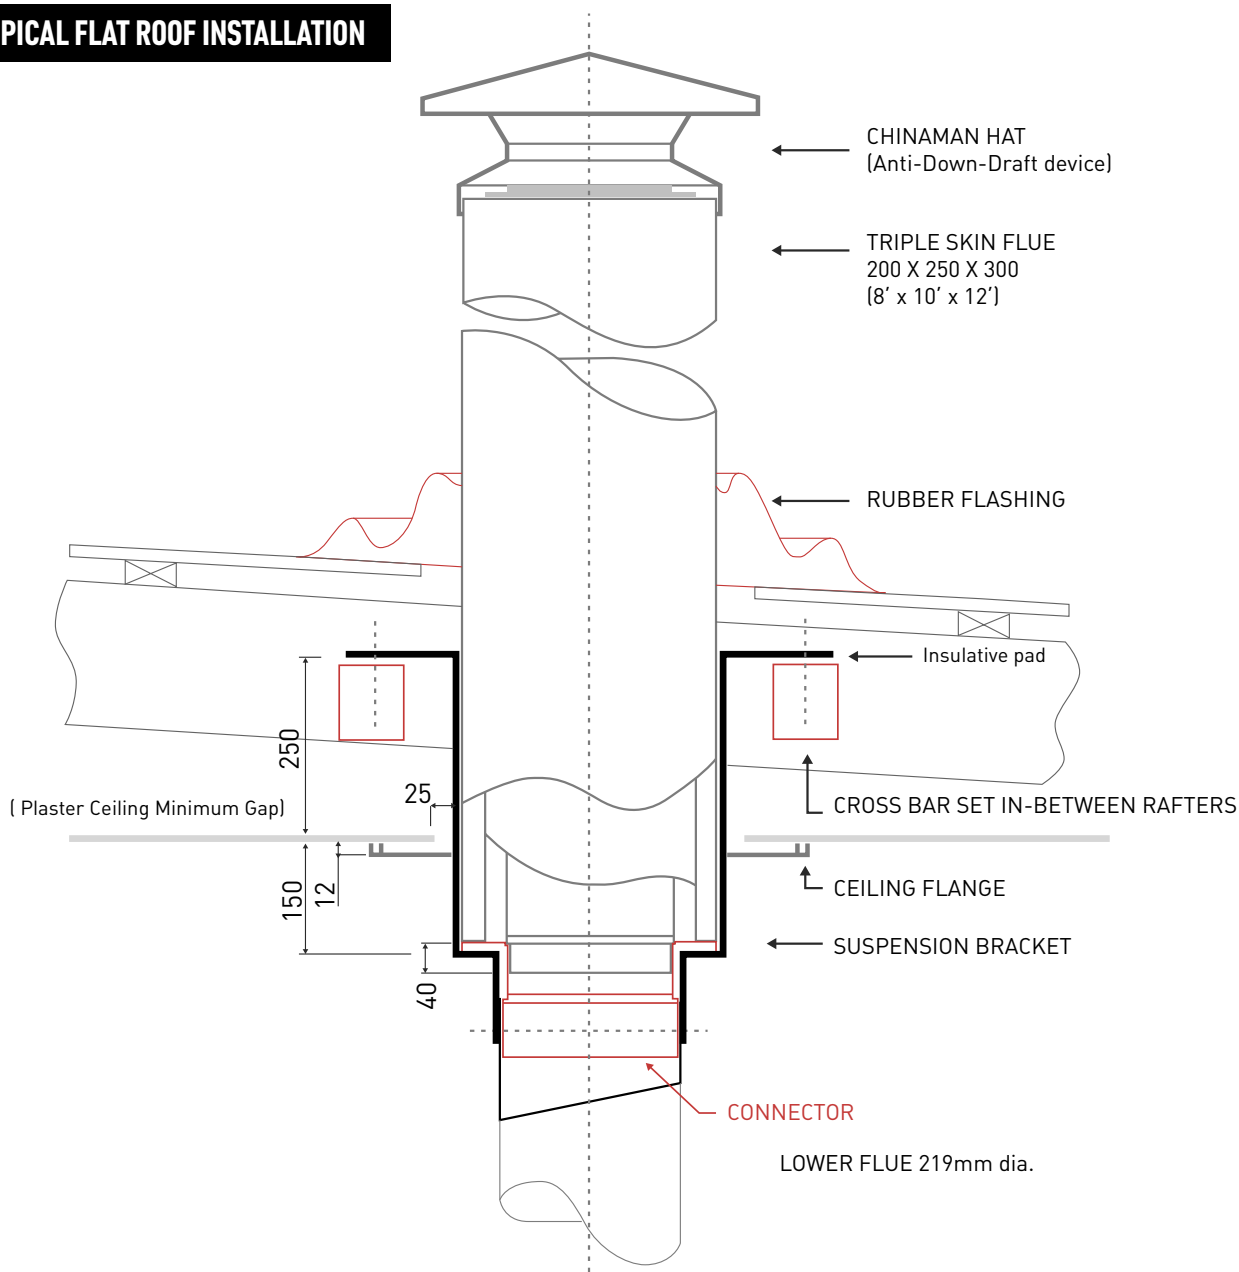 PICAL FLAT ROOF INSTALLATION
CHINAMAN HAT
(Anti-Down-Draft device)
TRIPLE SKIN FLUE
200 X 250 X 300
(8’ x 10’ x 12’)
RUBBER FLASHING
Insulative pad
250
25
( Plaster Ceiling Minimum Gap)
CROSS BAR SET IN-BETWEEN RAFTERS
150
12
CEILING FLANGE
SUSPENSION BRACKET
40
CONNECTOR
LOWER FLUE 219mm dia.